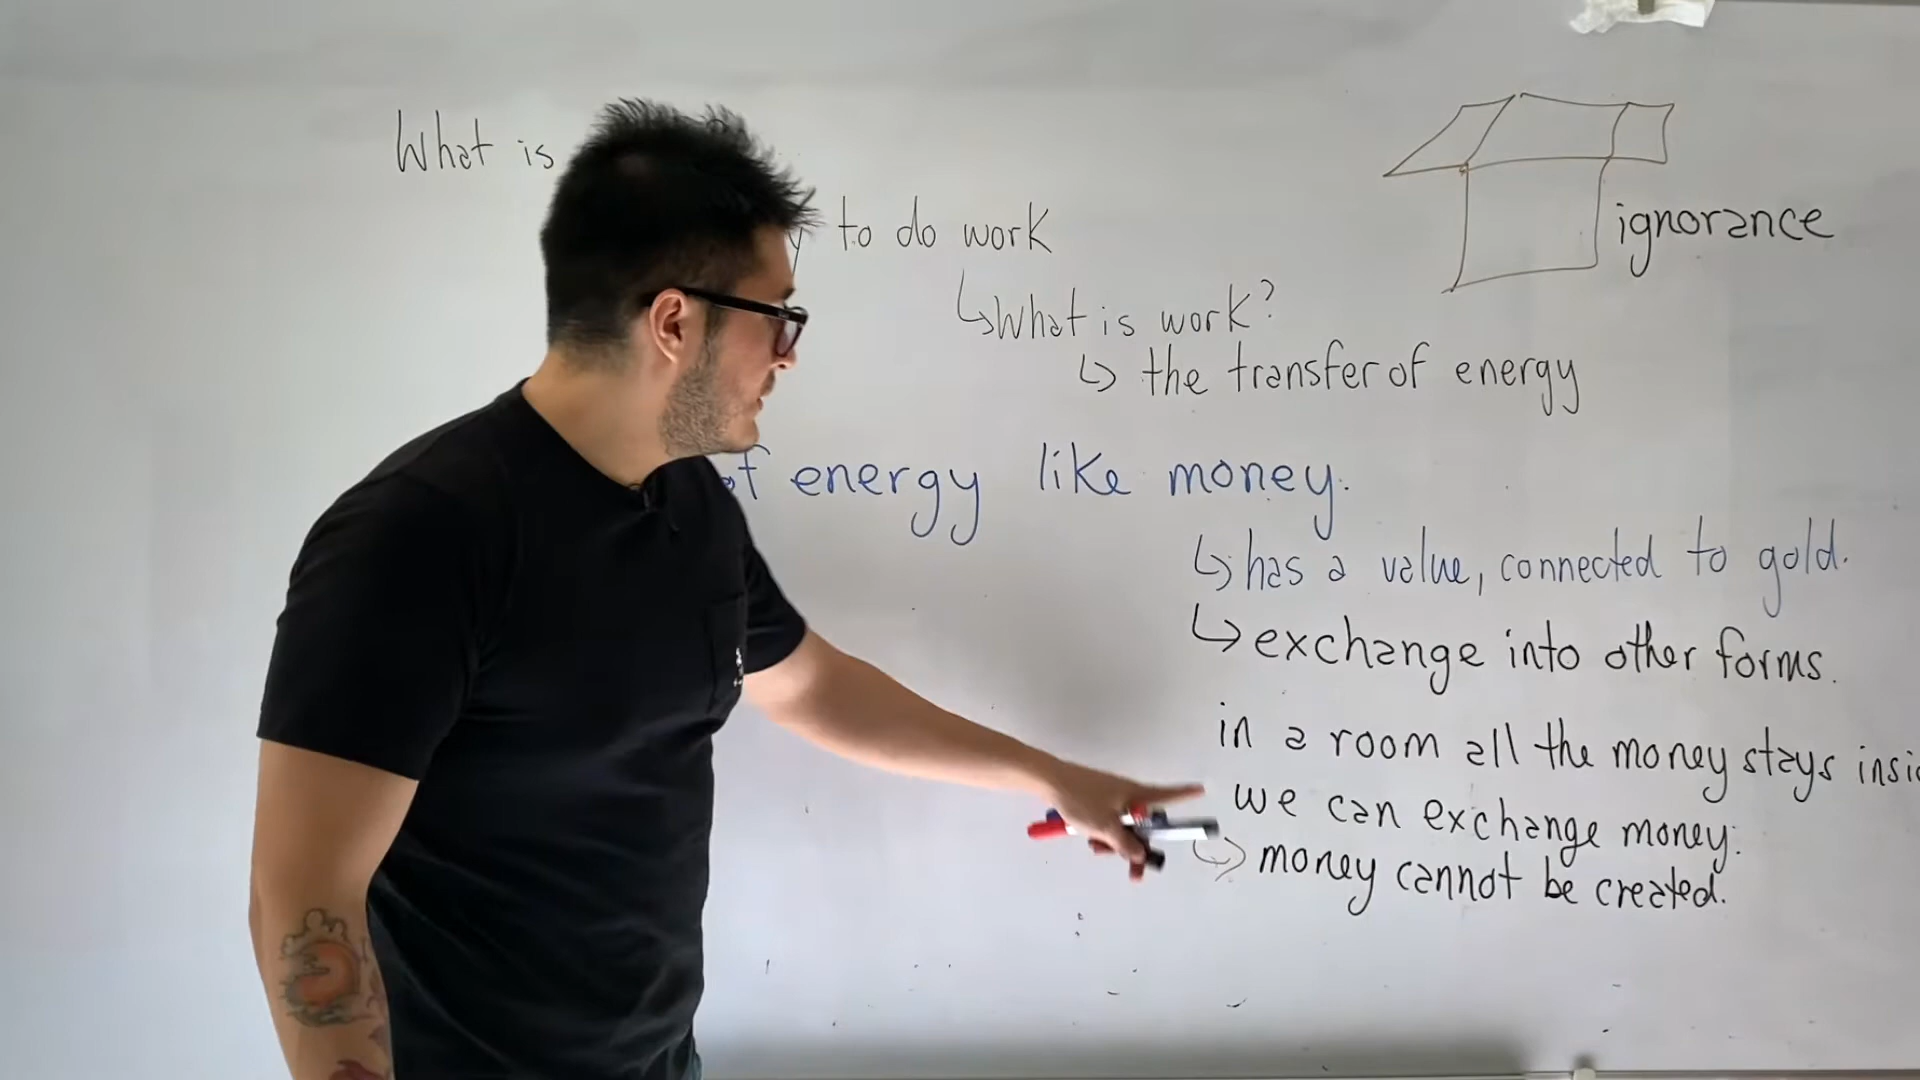 What is
to do work
ignorance
↳What is work?
↳ the transfer of energy
of energy like money.
↳has a value, connected to gold.
↳exchange into other forms.
in a room all the money stays
we can exchange money.
↳ money cannot be created.